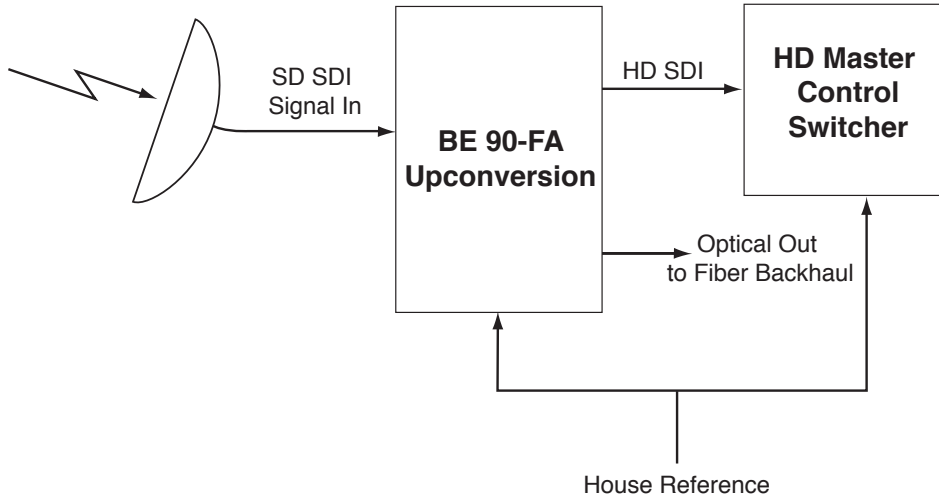 SD SDI
Signal In
BE 90-FA
Upconversion
HD SDI
HD Master
Control
Switcher
Optical Out
to Fiber Backhaul
House Reference